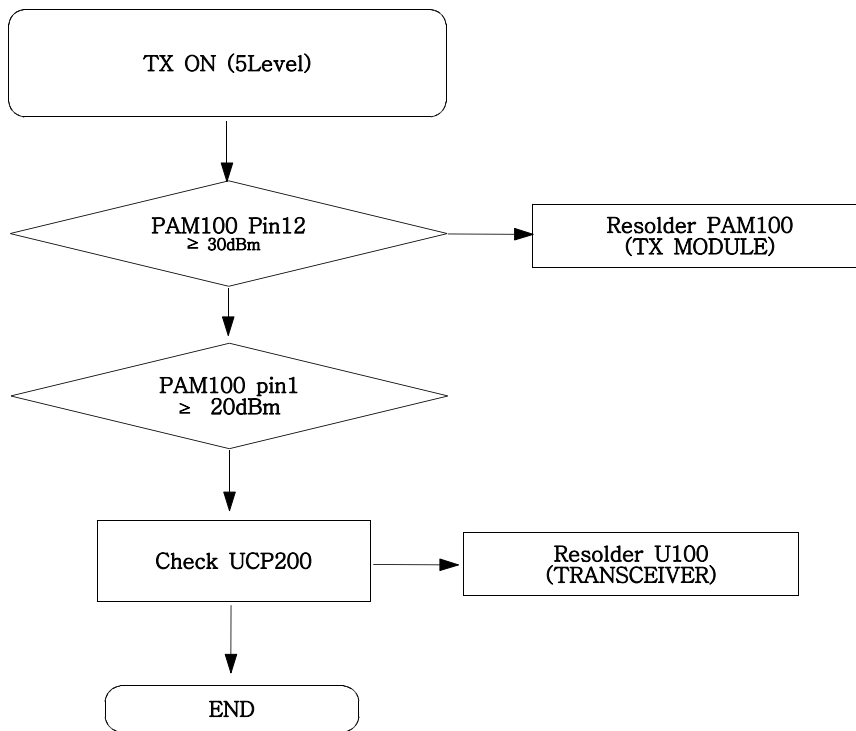 TX ON (5Level)
PAM100 Pin12
≥ 30dBm
Resolder PAM100
(TX MODULE)
PAM100 pin1
≥ 20dBm
Check UCP200
Resolder U100
(TRANSCEIVER)
END